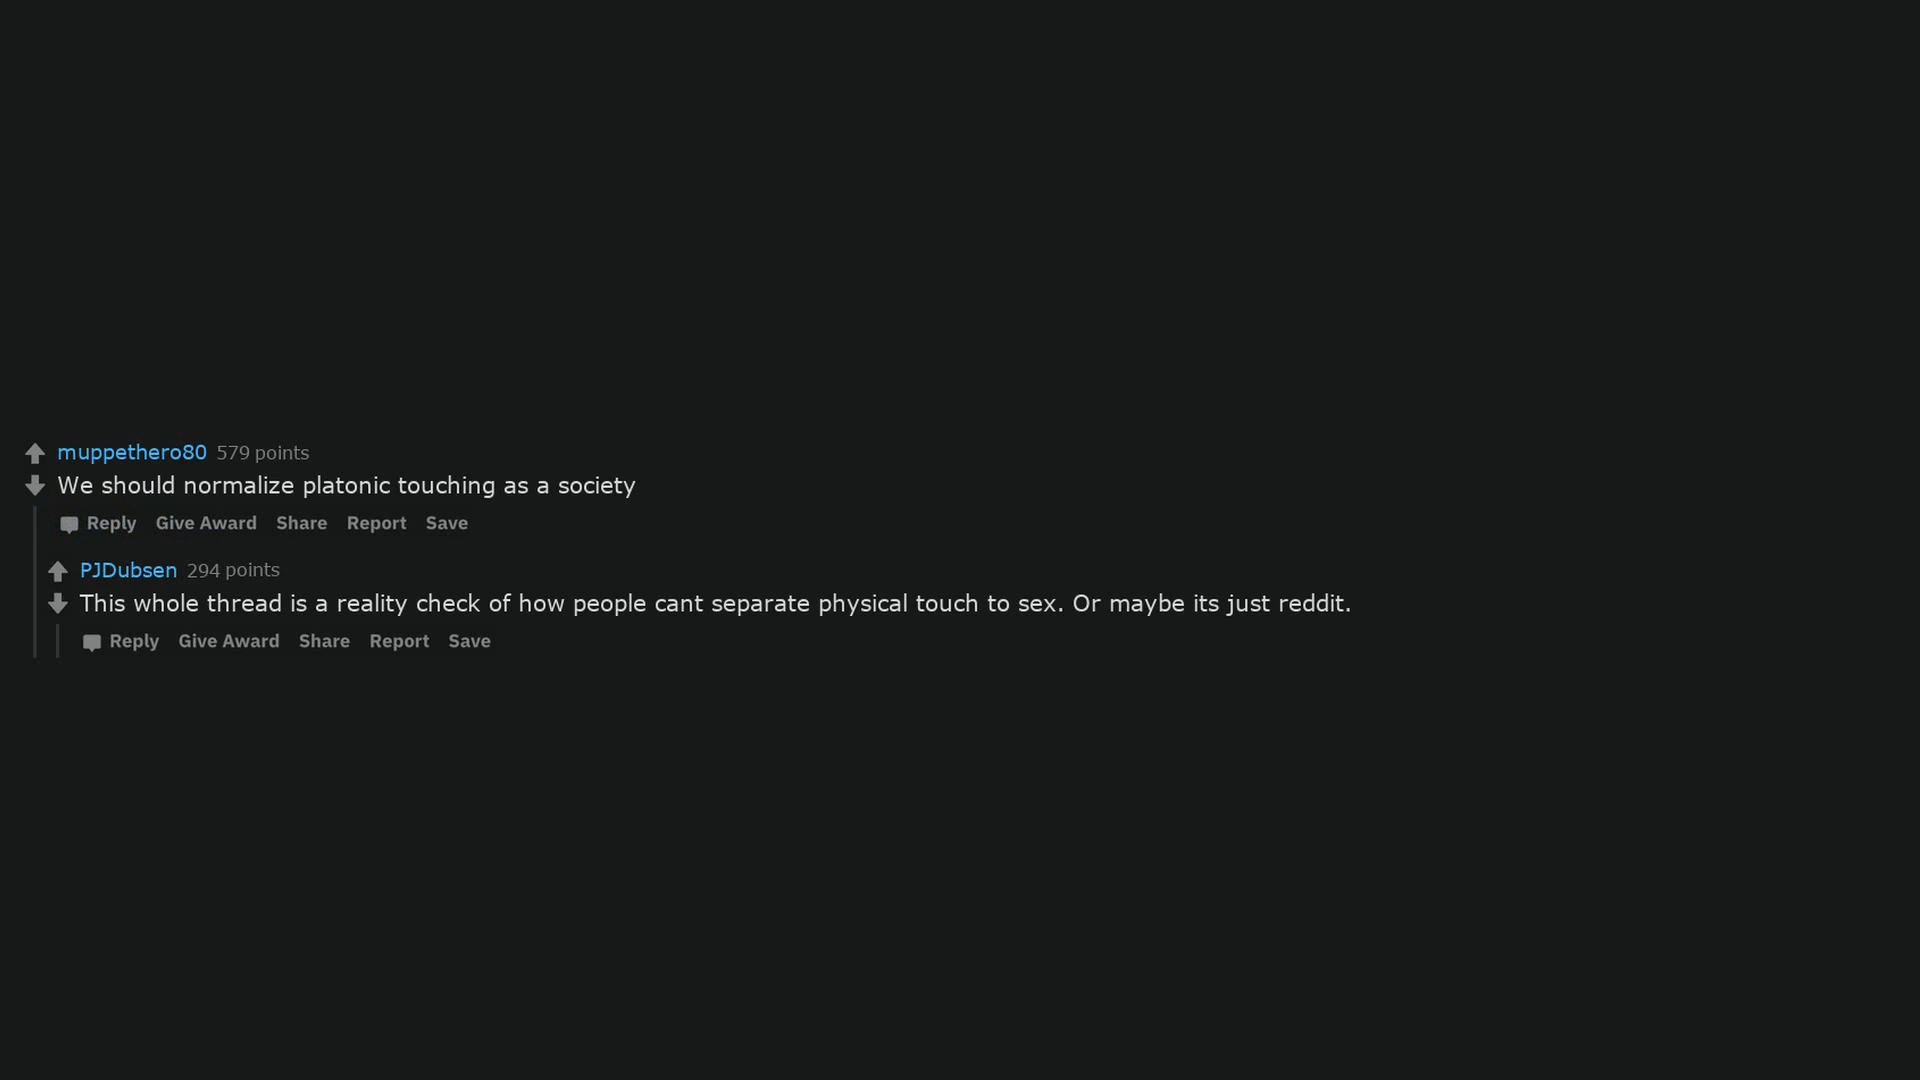 muppethero80 579 points
We should normalize platonic touching as a society
Reply Give Award Share Report Save
PJDubsen 294 points
This whole thread is a reality check of how people cant separate physical touch to sex. Or maybe its just reddit.
Reply Give Award Share Report Save